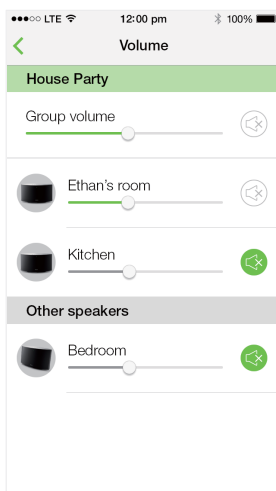 LTE 12:00 pm 100%
Volume
House Party
Group volume
Ethan's room
Kitchen
Other speakers
Bedroom